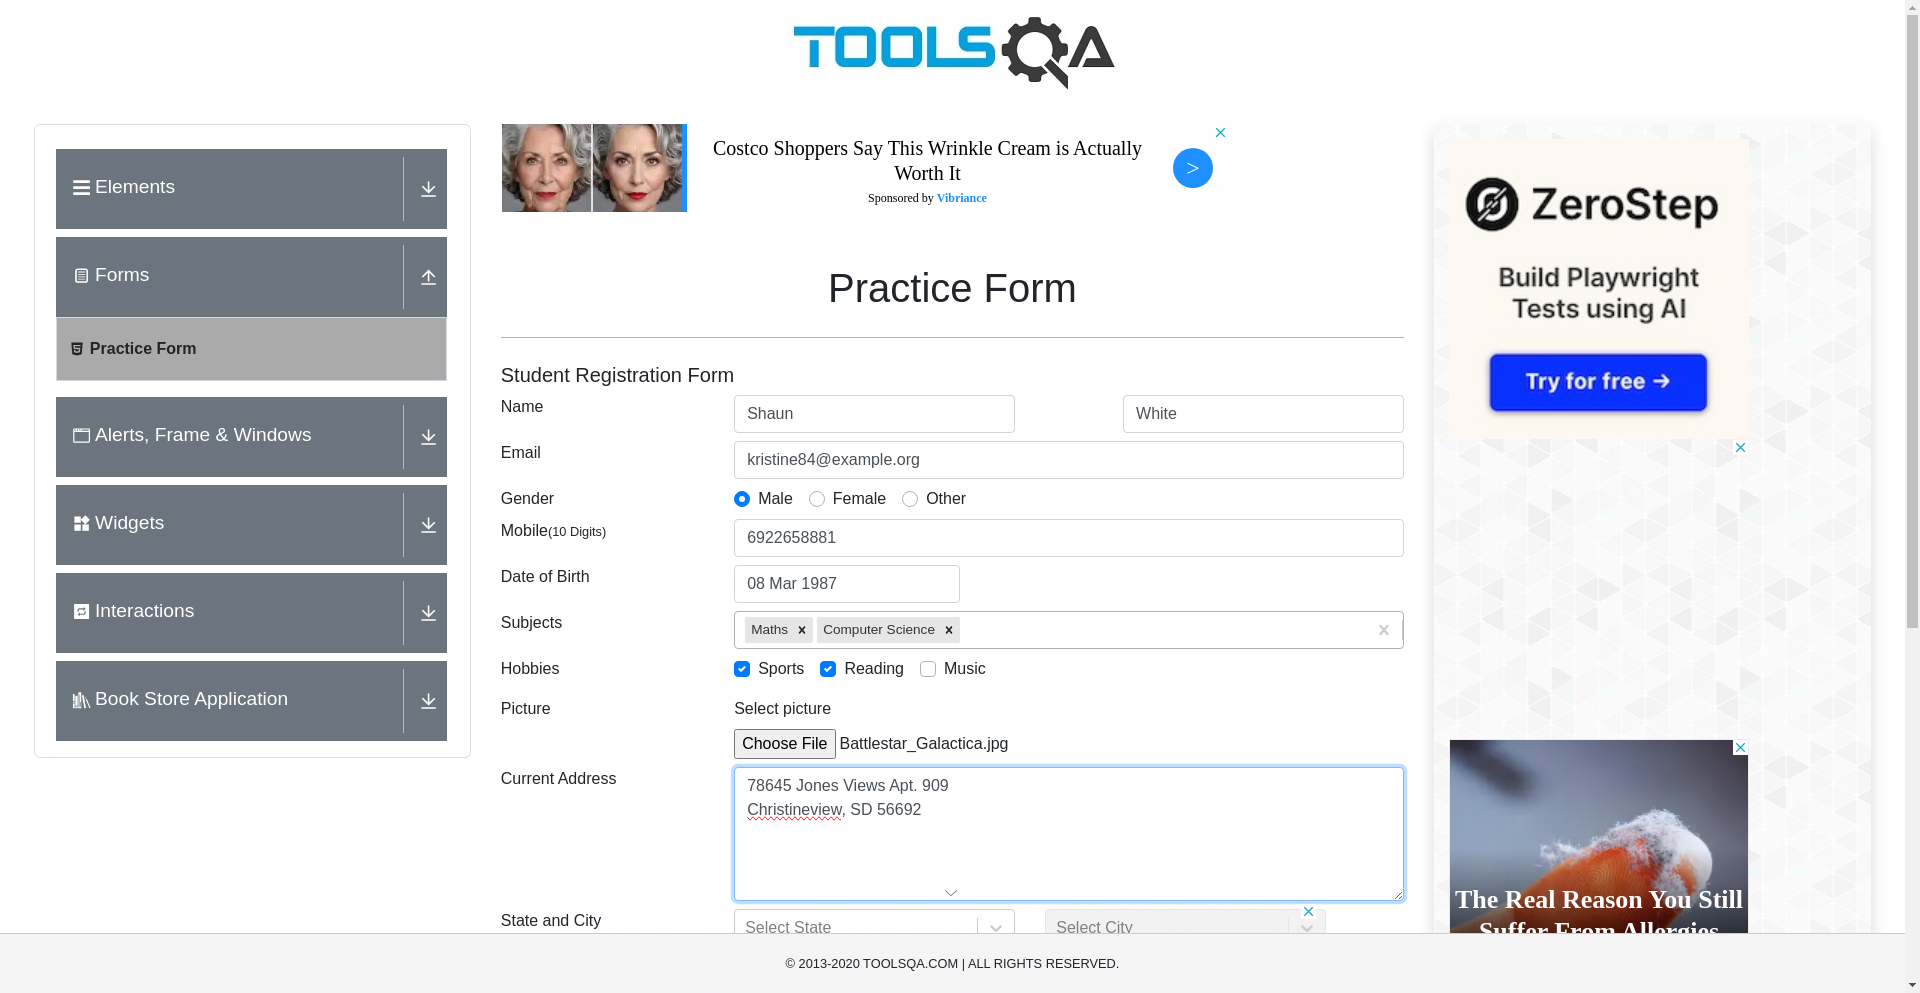 TOOLSQA
Elements
Forms
Practice Form
Alerts, Frame & Windows
Widgets
Interactions
Book Store Application
Costco Shoppers Say This Wrinkle Cream is Actually
Worth It
Sponsored by Vibriance
>
Practice Form
Student Registration Form
Name Shaun White
Email kristine84@example.org
Gender Male Female Other
Mobile(10 Digits) 6922658881
Date of Birth 08 Mar 1987
Subjects Maths Computer Science
Hobbies Sports Reading Music
Picture Select picture
Choose File Battlestar_Galactica.jpg
Current Address 78645 Jones Views Apt. 909
Christineview, SD 56692
State and City Select State Select City
ZeroStep
Build Playwright
Tests using AI
Try for free →
The Real Reason You Still
Suffer From Allergies
© 2013-2020 TOOLSQA.COM | ALL RIGHTS RESERVED.